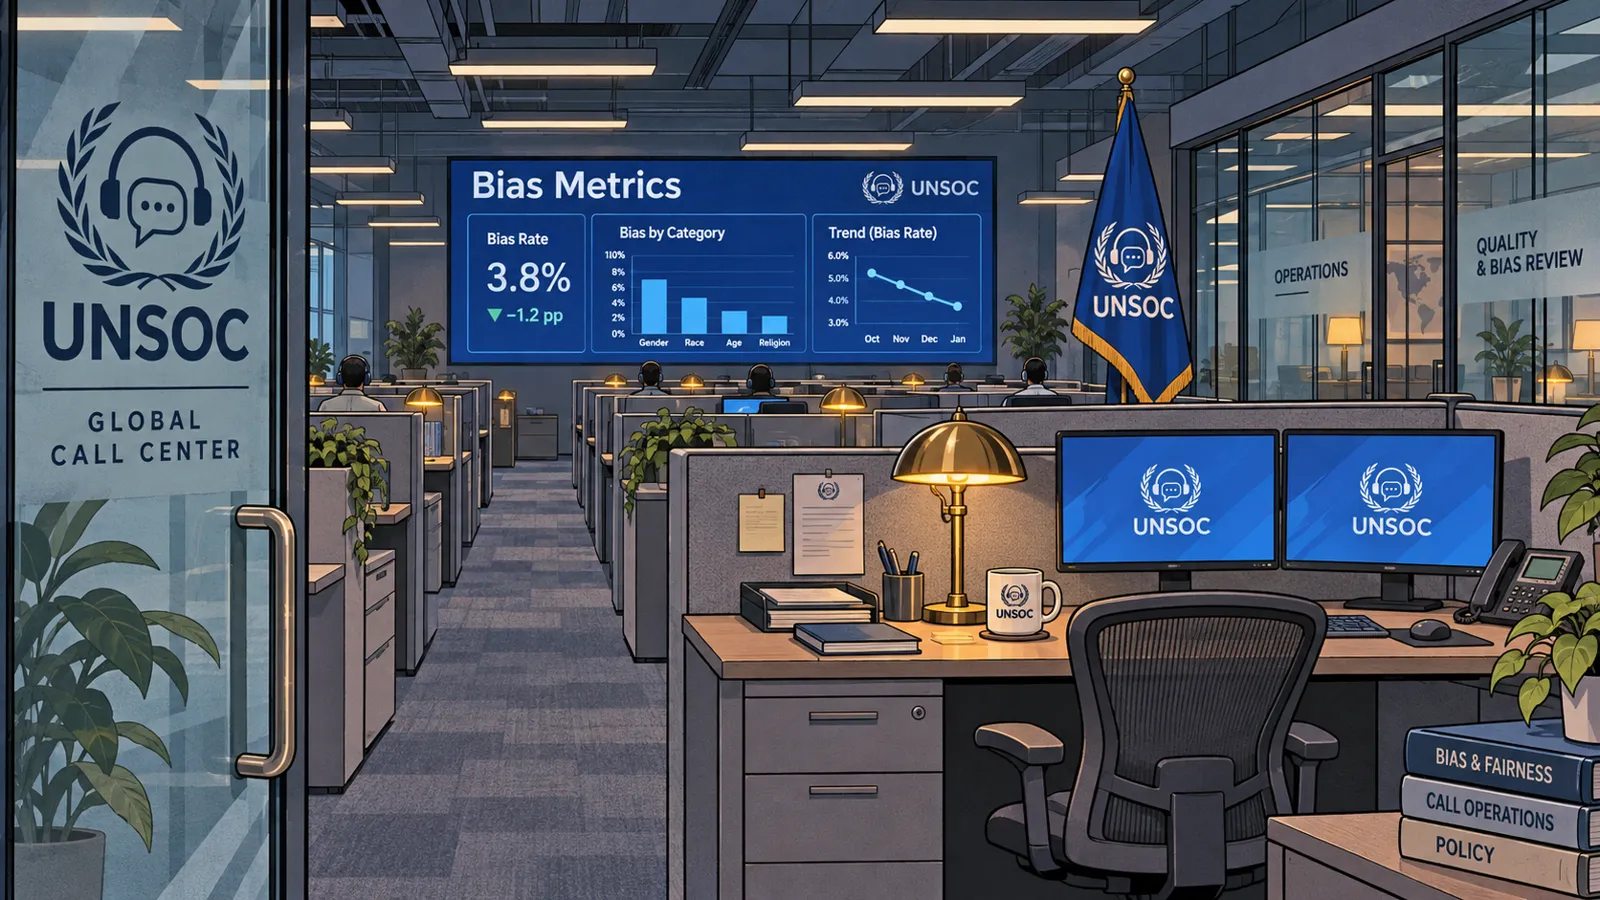 UNSOC
GLOBAL
CALL CENTER
Bias Metrics
UNSOC
Bias Rate
3.8%
▼ −1.2 pp
Bias by Category
110%
8%
6%
4%
2%
0%
Gender Race Age Religion
Trend (Bias Rate)
6.0%
5.0%
4.0%
3.0%
Oct Nov Dec Jan
UNSOC
OPERATIONS
QUALITY
& BIAS REVIEW
UNSOC
UNSOC
UNSOC
BIAS & FAIRNESS
CALL OPERATIONS
POLICY